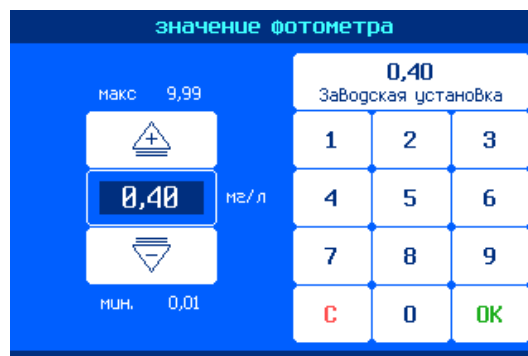 значение фотометра
макс 9,99
+
0,40 мг/л
−
мин. 0,01
0,40
Заводская установка
1 2 3
4 5 6
7 8 9
C 0 OK